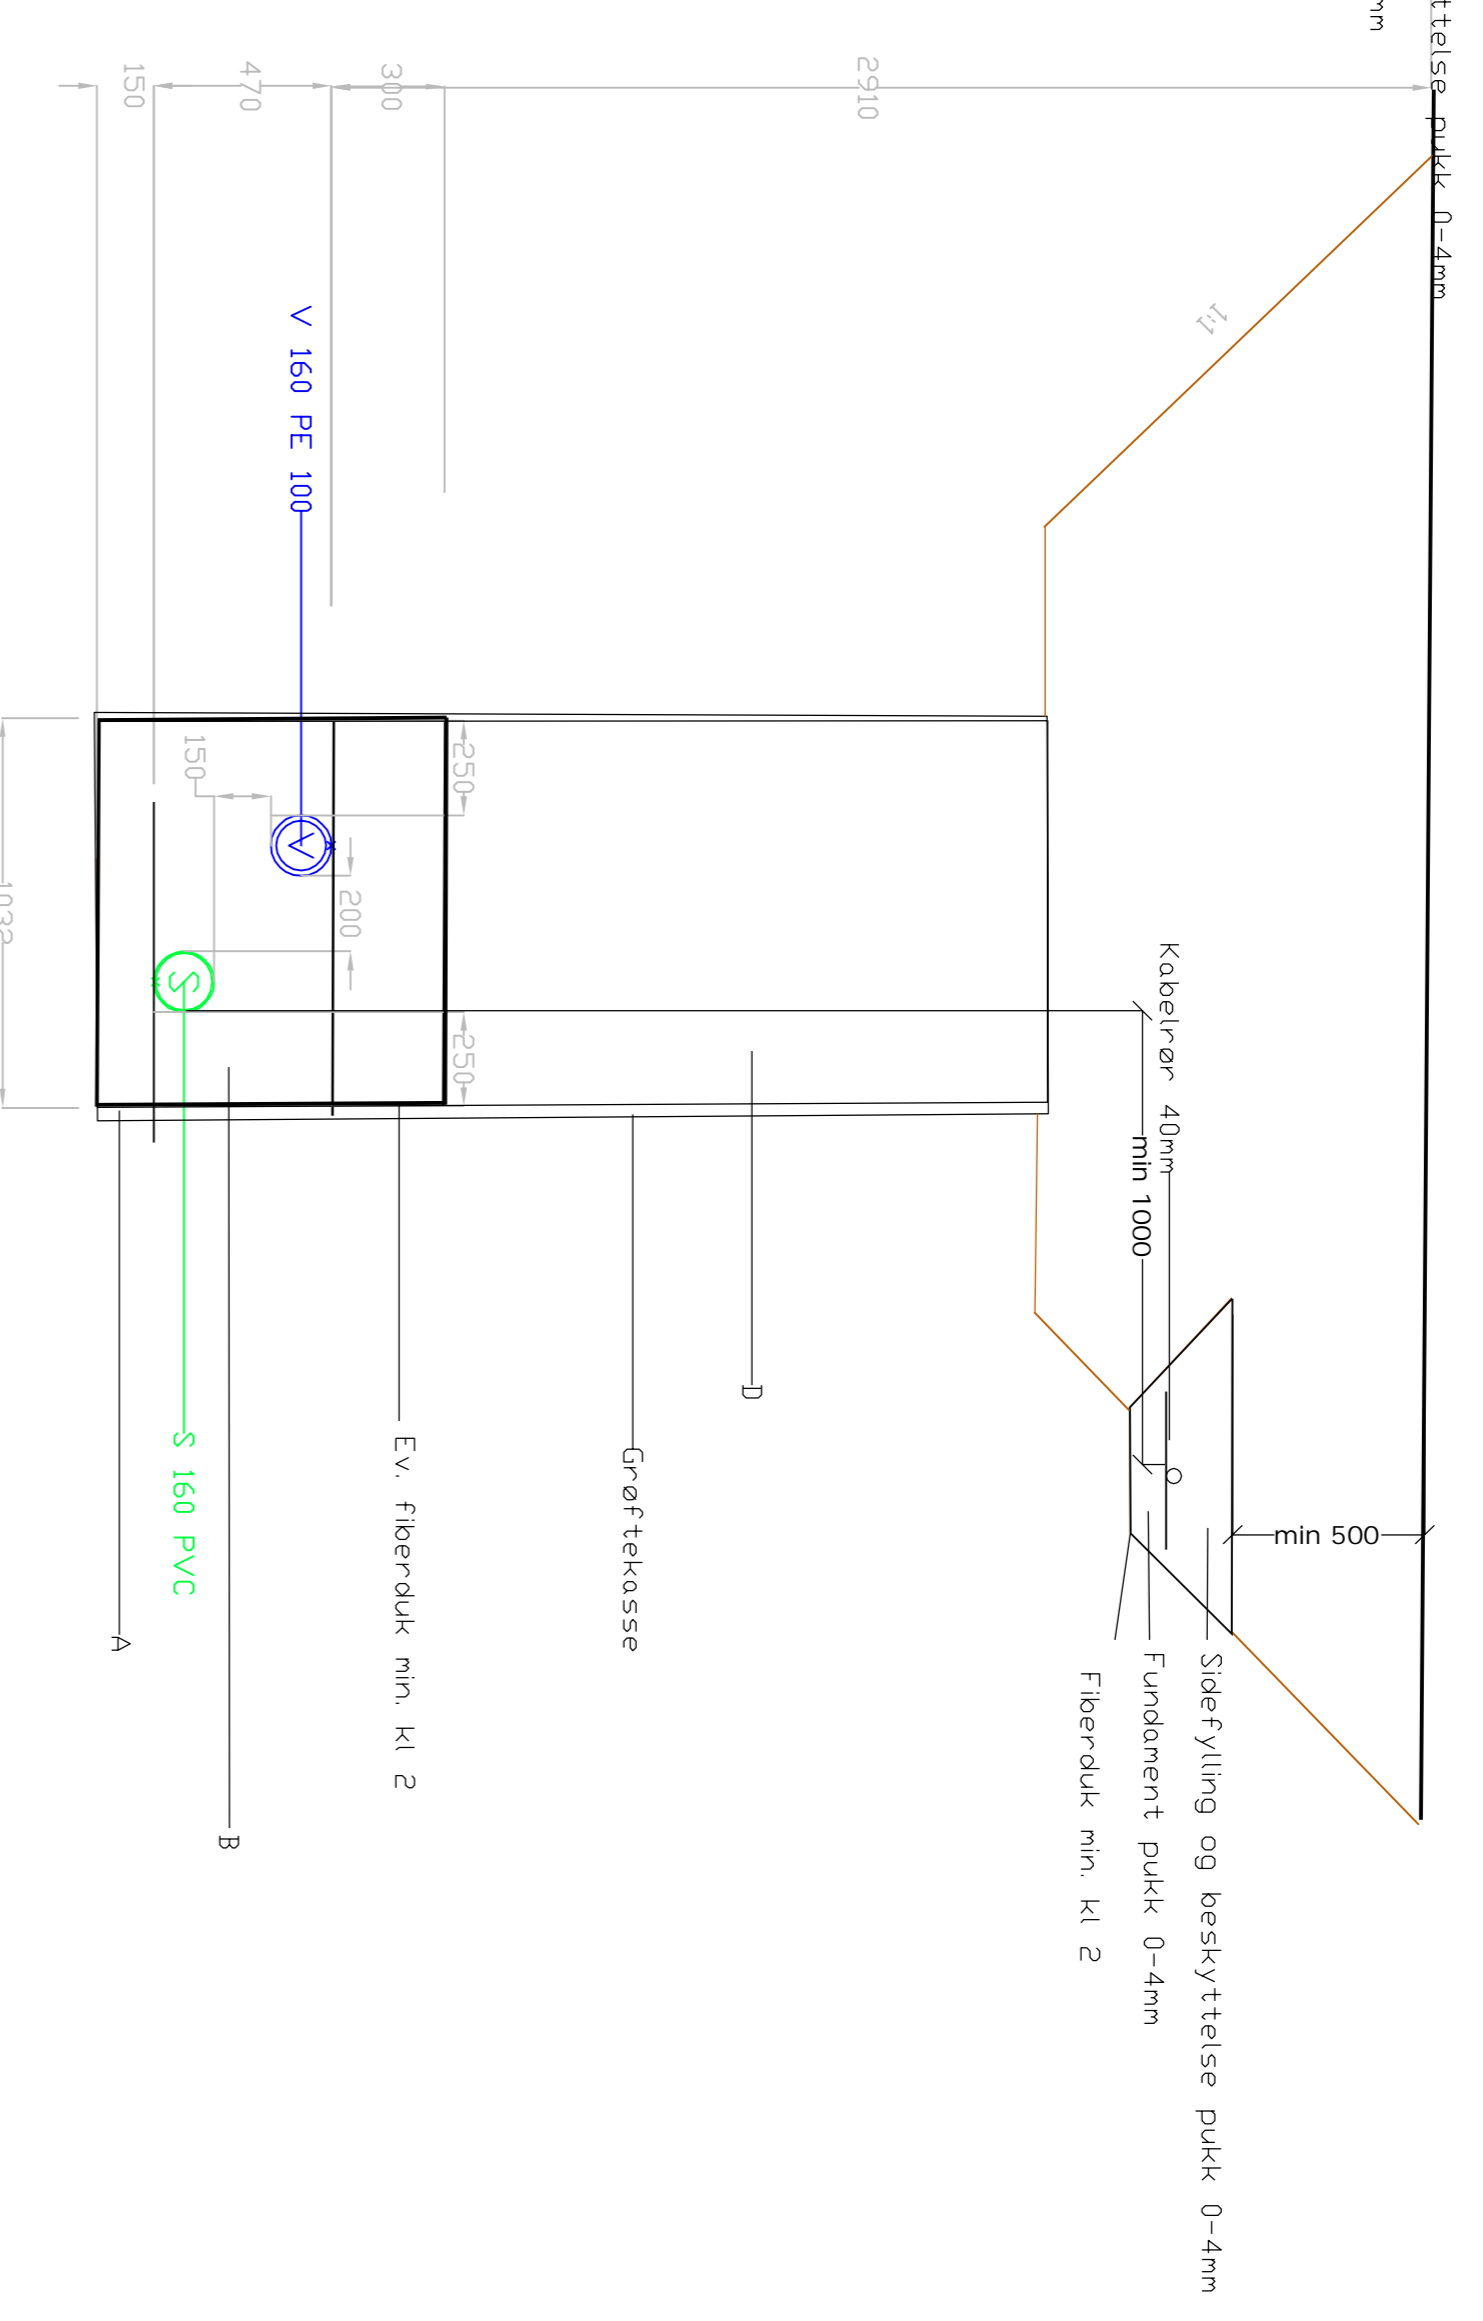 ttelse pukk 0-4mm
mm
2910
300
470
150
1:1
V 160 PE 100
V
150
250
200
250
S
S 160 PVC
Kabelrør 40mm
min 1000
min 500
Sidefylling og beskyttelse pukk 0-4mm
Fundament pukk 0-4mm
Fiberduk min. kl 2
D
Grøftekasse
Ev. fiberduk min. kl 2
B
A